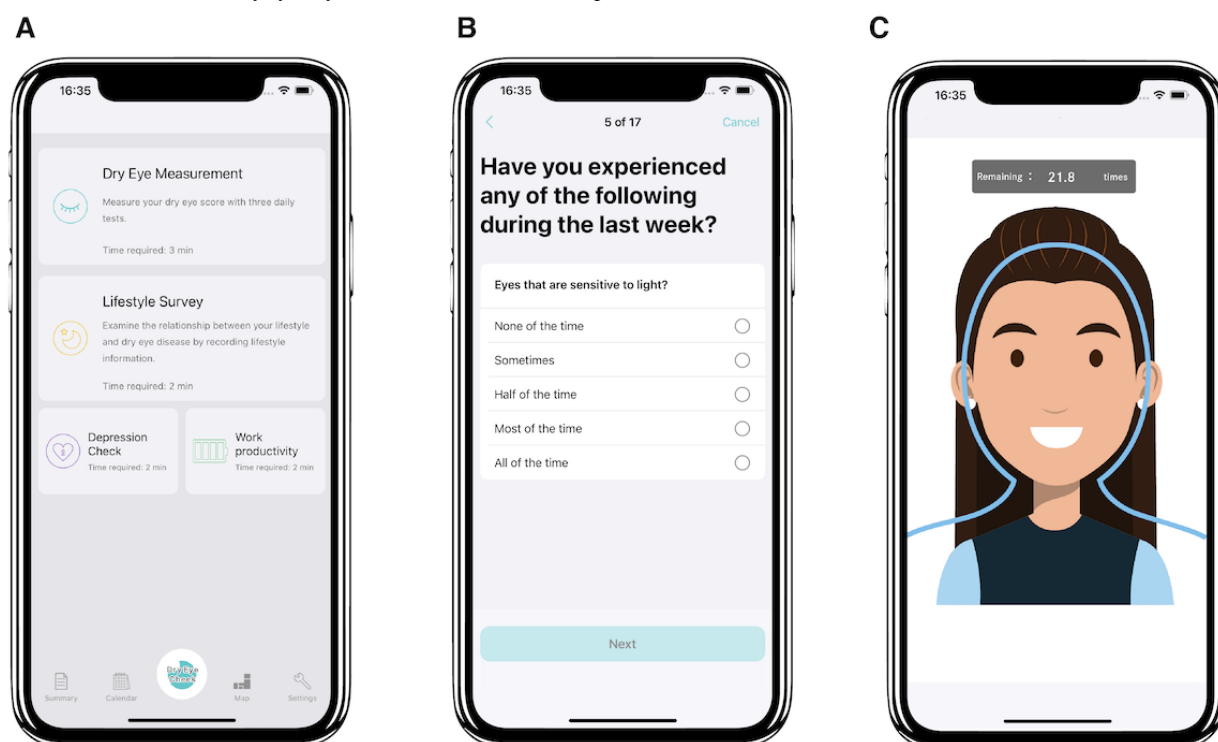 A
16:35
Dry Eye Measurement
Measure your dry eye score with three daily
tests.
Time required: 3 min
Lifestyle Survey
Examine the relationship between your lifestyle
and dry eye disease by recording lifestyle
information.
Time required: 2 min
Depression
Check
Time required: 2 min
Work
productivity
Time required: 2 min
Summary
Calendar
Dry Eye
Check
Map
Settings
B
16:35
5 of 17
Cancel
Have you experienced
any of the following
during the last week?
Eyes that are sensitive to light?
None of the time
Sometimes
Half of the time
Most of the time
All of the time
Next
C
16:35
Remaining : 21.8 times